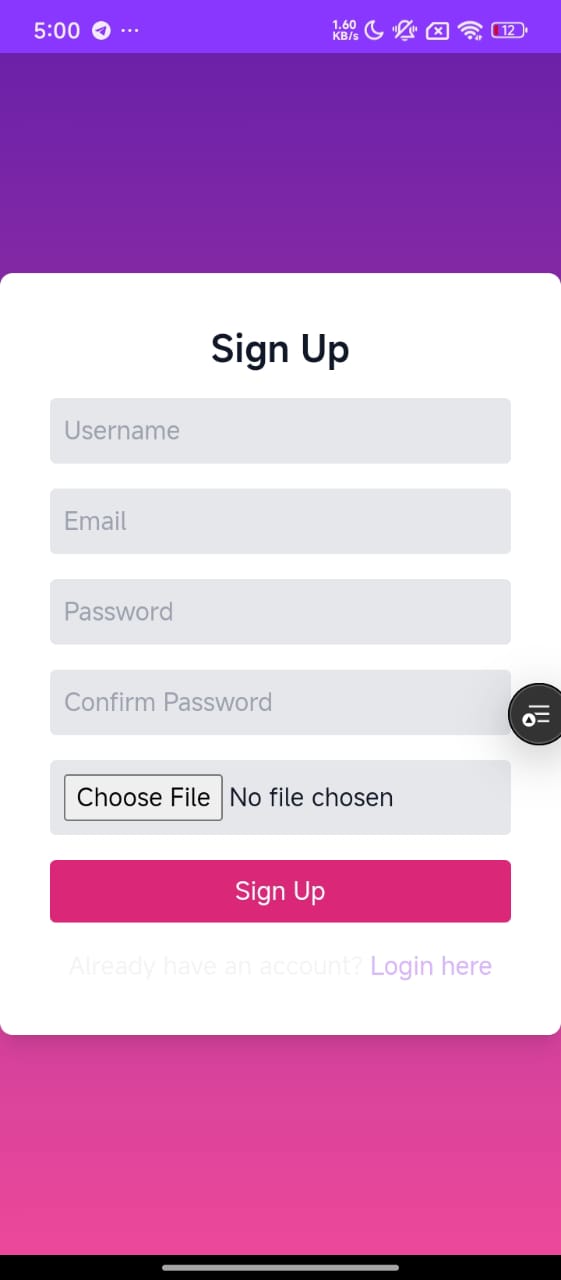 5:00 ... 1.60 KB/s 12
Sign Up
Username
Email
Password
Confirm Password
Choose File No file chosen
Sign Up
Already have an account? Login here